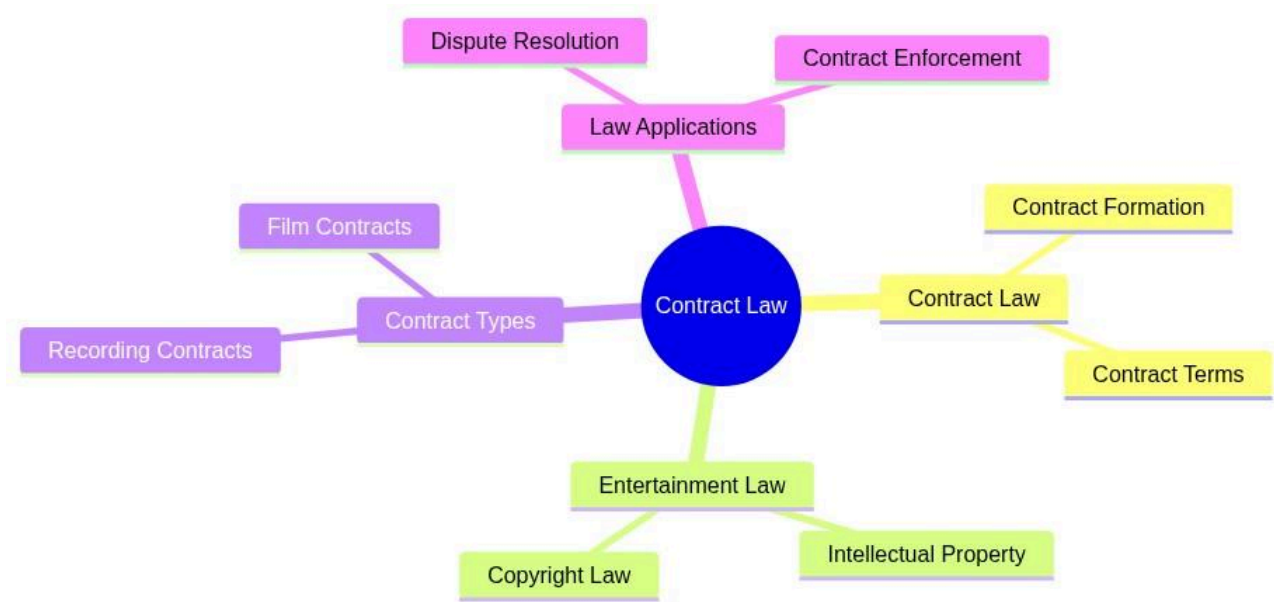 Dispute Resolution
Contract Enforcement
Law Applications
Contract Formation
Film Contracts
Contract Law
Contract Law
Contract Types
Recording Contracts
Contract Terms
Entertainment Law
Intellectual Property
Copyright Law